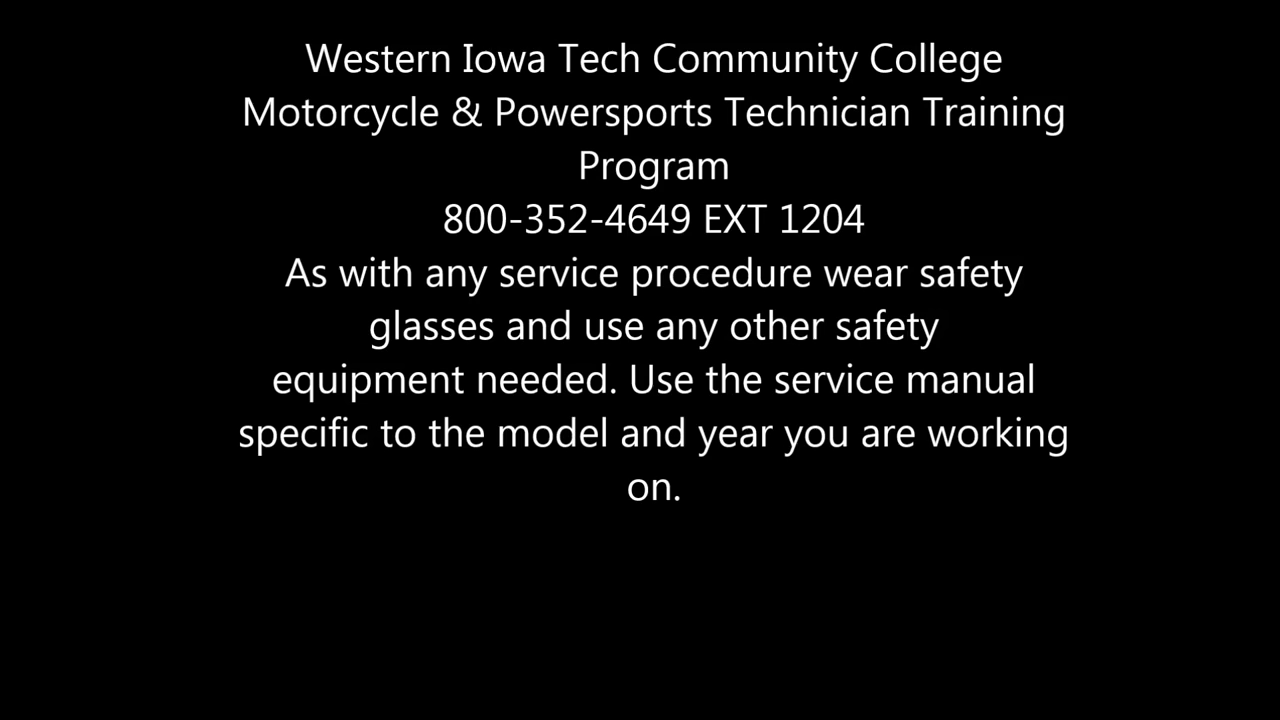 Western Iowa Tech Community College
Motorcycle & Powersports Technician Training
Program
800-352-4649 EXT 1204
As with any service procedure wear safety
glasses and use any other safety
equipment needed. Use the service manual
specific to the model and year you are working
on.